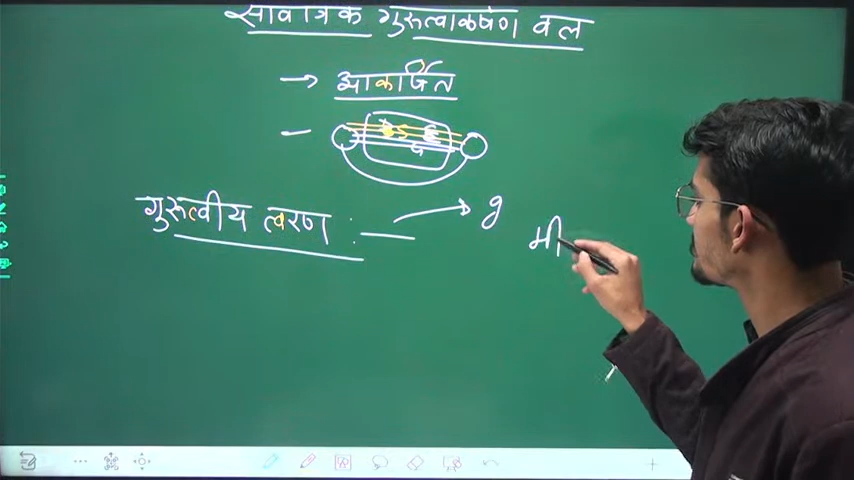 सार्वत्रिक गुरुत्वाकर्षण बल
→ आकर्षित
गुरुत्वीय त्वरण :— → g
मी